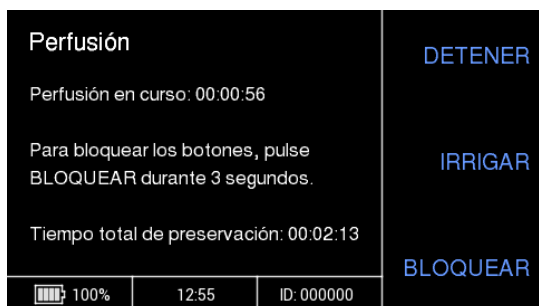 Perfusión
Perfusión en curso: 00:00:56
Para bloquear los botones, pulse
BLOQUEAR durante 3 segundos.
Tiempo total de preservación: 00:02:13
DETENER
IRRIGAR
BLOQUEAR
100%
12:55
ID: 000000